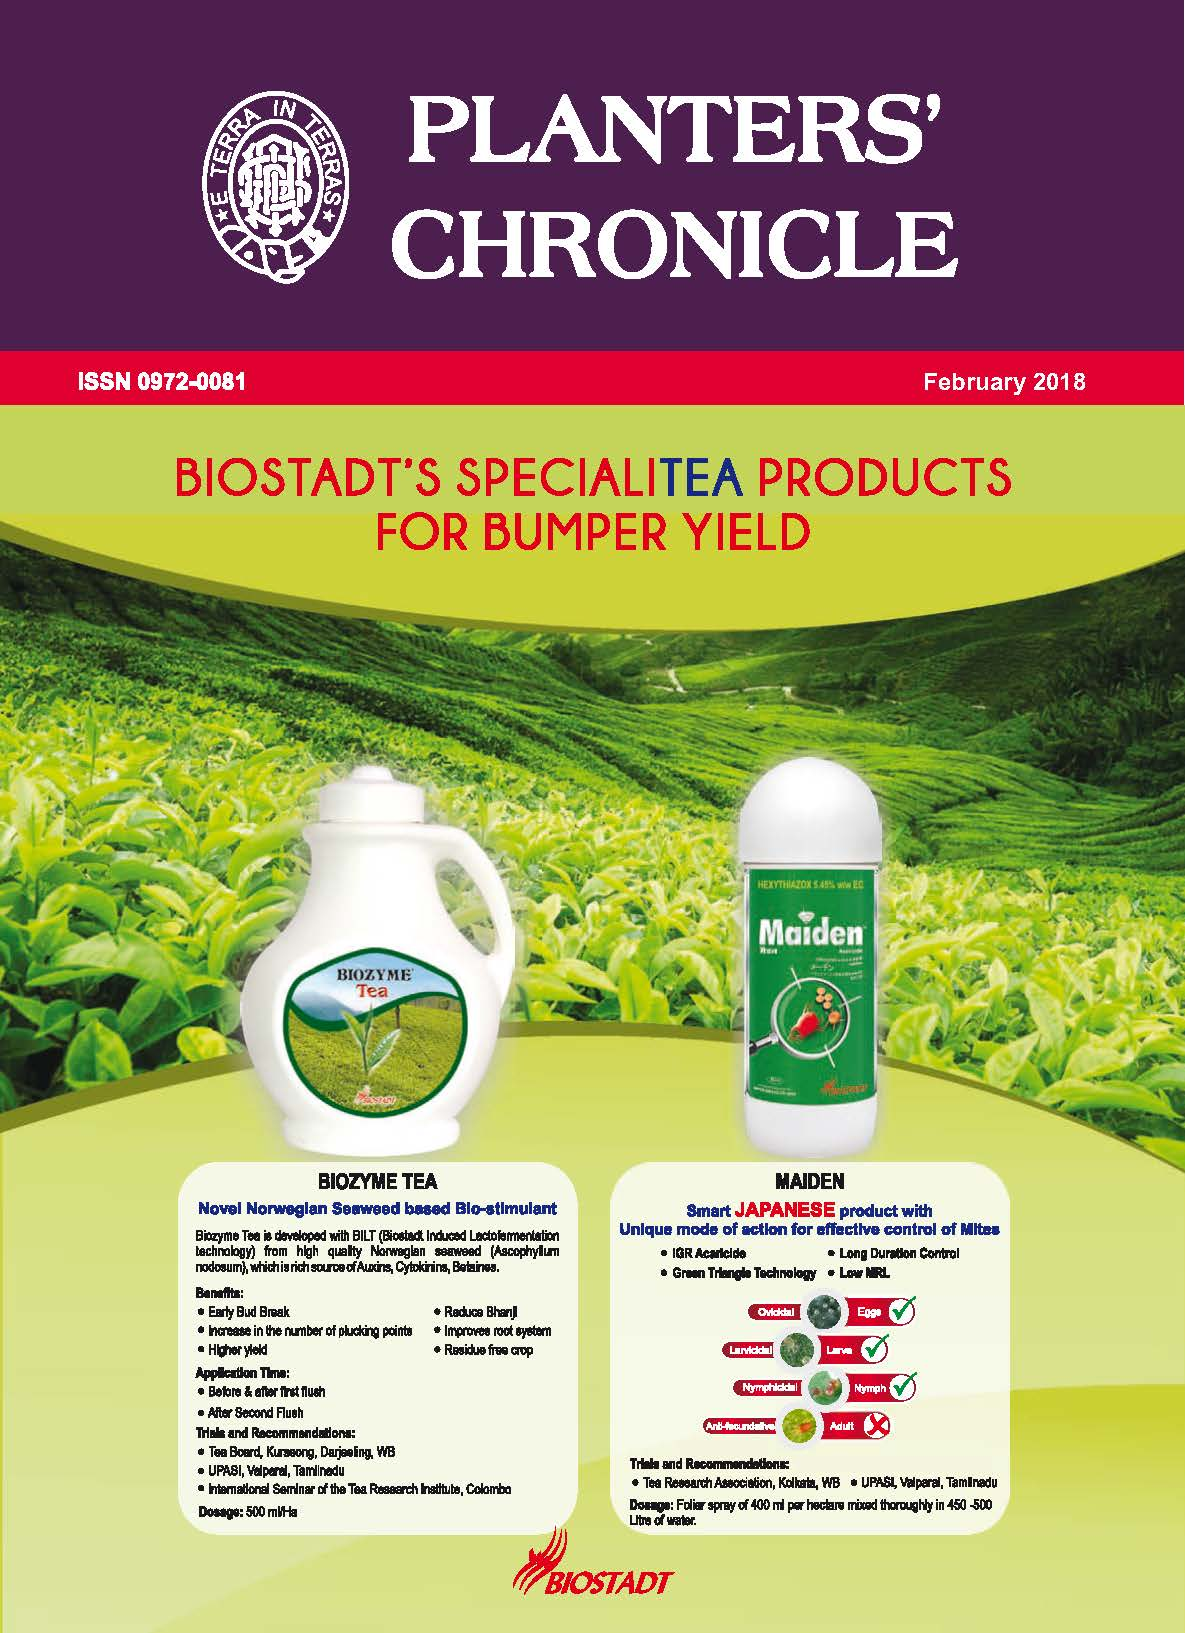 E TERRA IN TERRAS
PLANTERS'
CHRONICLE
ISSN 0972-0081
February 2018
BIOSTADT'S SPECIALITEA PRODUCTS
FOR BUMPER YIELD
BIOZYME
Tea
BIOSTADT
HEXYTHIAZOX 5.45% w/w EC
Maiden
BIOSTADT
BIOZYME TEA
Novel Norwegian Seaweed based Bio-stimulant
Biozyme Tea is developed with BILT (Biostadt Induced Lactofermentation
technology) from high quality Norwegian seaweed (Ascophyllum
nodosum), which is rich source of Auxins, Cytokinins, Betaines.
Benefits:
• Early Bud Break
• Reduce Bhanji
• Increase in the number of plucking points
• Improves root system
• Higher yield
• Residue free crop
Application Time:
• Before & after first flush
• After Second Flush
Trials and Recommendations:
• Tea Board, Kurseong, Darjeeling, WB
• UPASI, Valparai, Tamilnadu
• International Seminar of the Tea Research Institute, Colombo
Dosage: 500 ml/Ha
MAIDEN
Smart JAPANESE product with
Unique mode of action for effective control of Mites
• IGR Acaricide
• Long Duration Control
• Green Triangle Technology
• Low MRL
Ovicidal Eggs
Larvicidal Larva
Nymphicidal Nymph
Anti-fecundative Adult
Trials and Recommendations:
• Tea Research Association, Kolkata, WB • UPASI, Valparai, Tamilnadu
Dosage: Foliar spray of 400 ml per hectare mixed thoroughly in 450 -500
Litre of water.
BIOSTADT